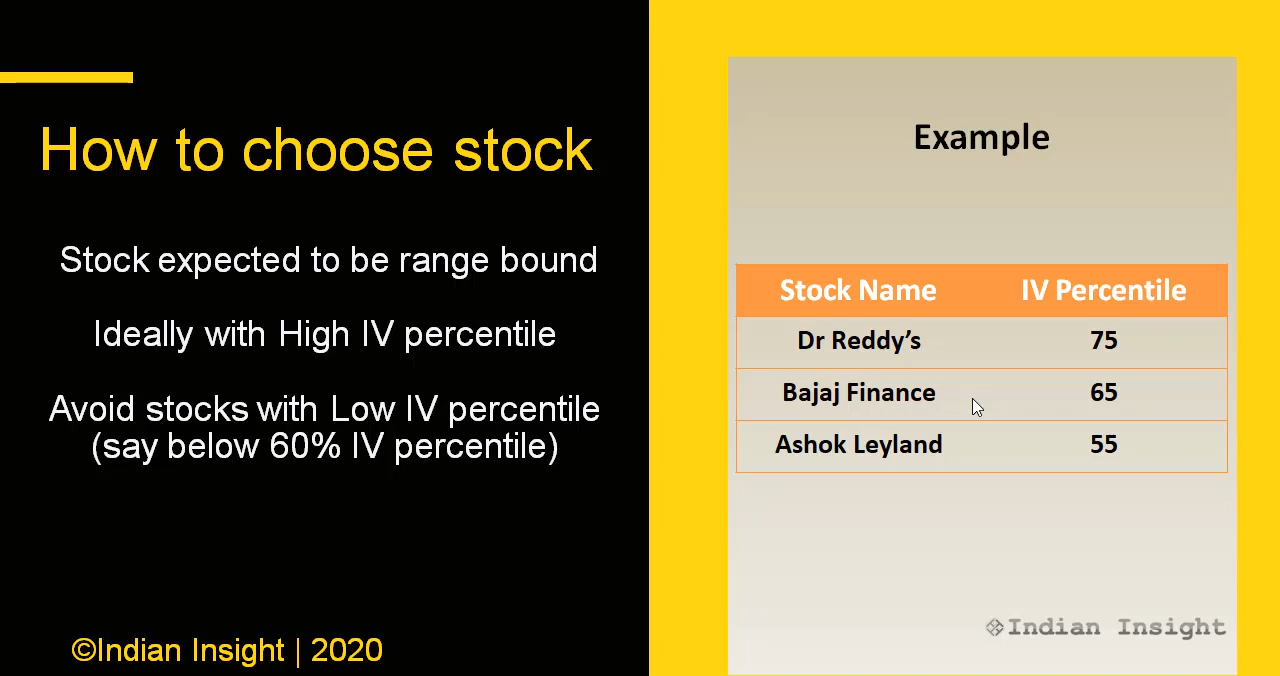 How to choose stock
Stock expected to be range bound
Ideally with High IV percentile
Avoid stocks with Low IV percentile
(say below 60% IV percentile)
©Indian Insight | 2020
Example
Stock Name IV Percentile
Dr Reddy’s 75
Bajaj Finance 65
Ashok Leyland 55
Indian Insight